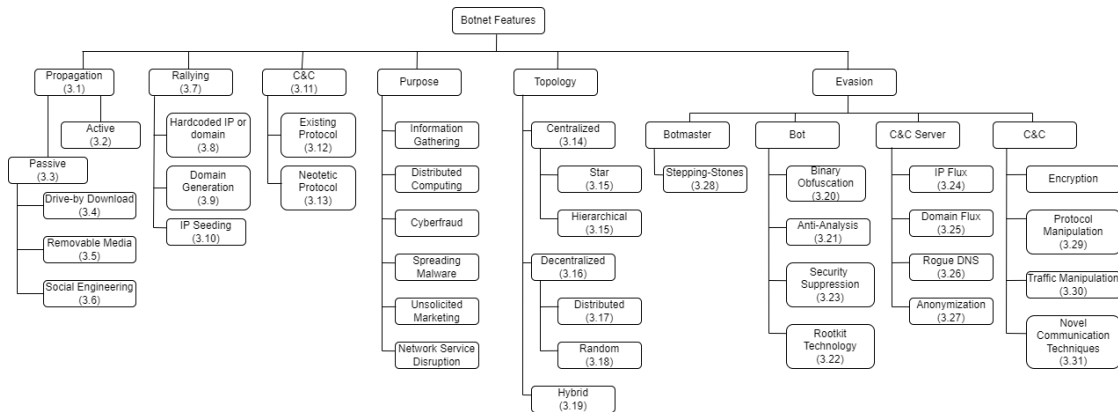 Botnet Features
Propagation
(3.1)
Rallying
(3.7)
C&C
(3.11)
Purpose
Topology
Evasion
Active
(3.2)
Passive
(3.3)
Drive-by Download
(3.4)
Removable Media
(3.5)
Social Engineering
(3.6)
Hardcoded IP or
domain
(3.8)
Domain
Generation
(3.9)
IP Seeding
(3.10)
Existing
Protocol
(3.12)
Neotetic
Protocol
(3.13)
Information
Gathering
Distributed
Computing
Cyberfraud
Spreading
Malware
Unsolicited
Marketing
Network Service
Disruption
Centralized
(3.14)
Star
(3.15)
Hierarchical
(3.15)
Decentralized
(3.16)
Distributed
(3.17)
Random
(3.18)
Hybrid
(3.19)
Botmaster
Stepping-Stones
(3.28)
Bot
Binary
Obfuscation
(3.20)
Anti-Analysis
(3.21)
Security
Suppression
(3.23)
Rootkit
Technology
(3.22)
C&C Server
IP Flux
(3.24)
Domain Flux
(3.25)
Rogue DNS
(3.26)
Anonymization
(3.27)
C&C
Encryption
Protocol
Manipulation
(3.29)
Traffic Manipulation
(3.30)
Novel
Communication
Techniques
(3.31)